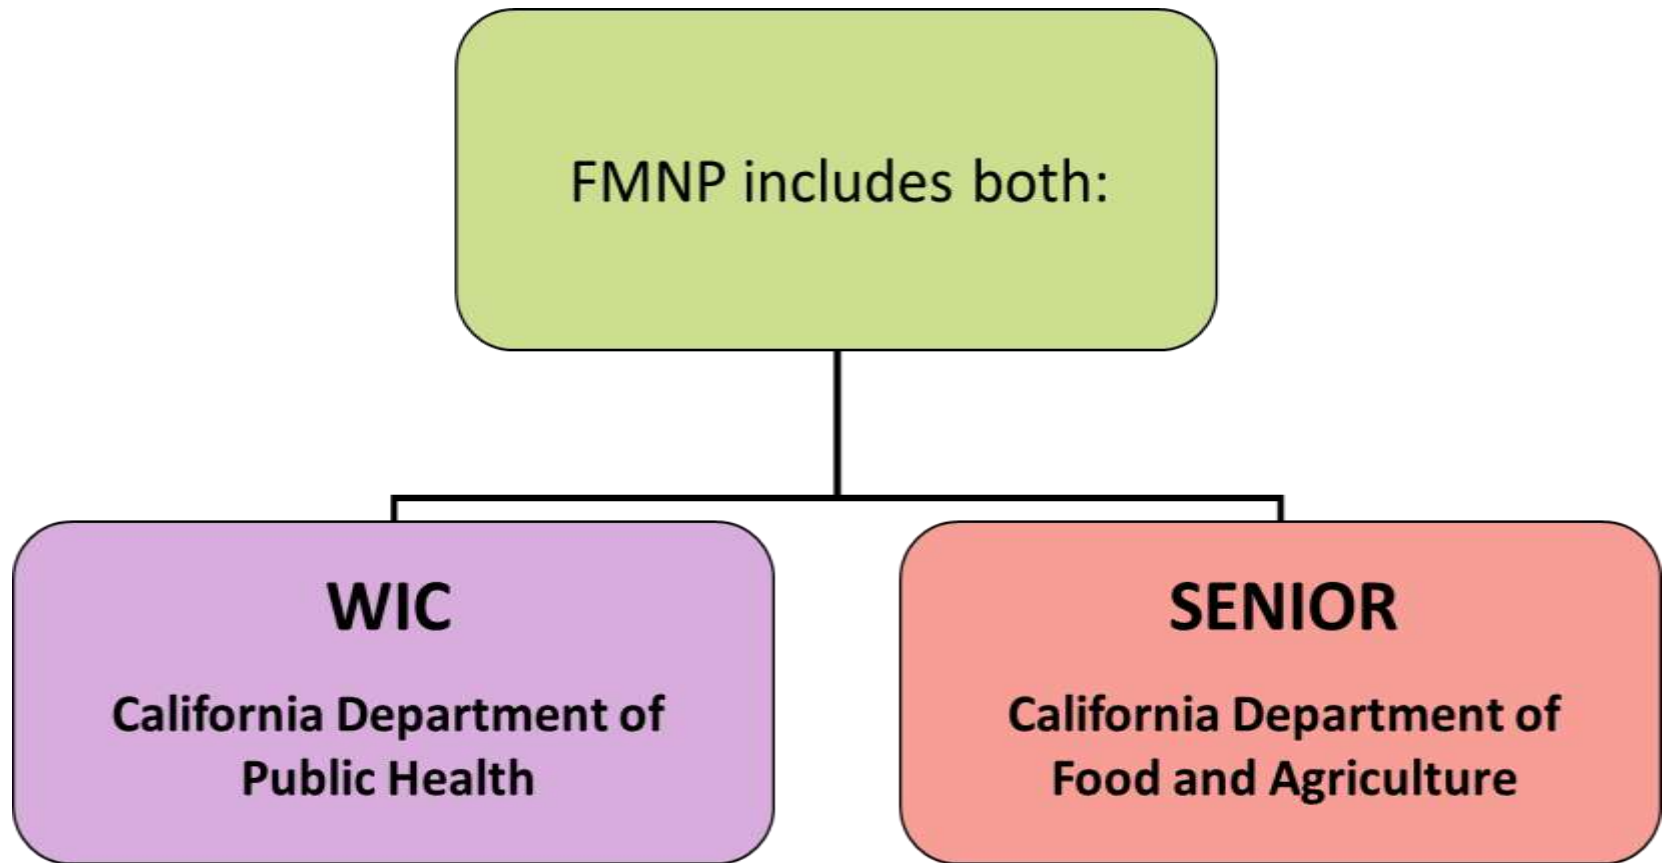 FMNP includes both:
WIC
California Department of
Public Health
SENIOR
California Department of
Food and Agriculture